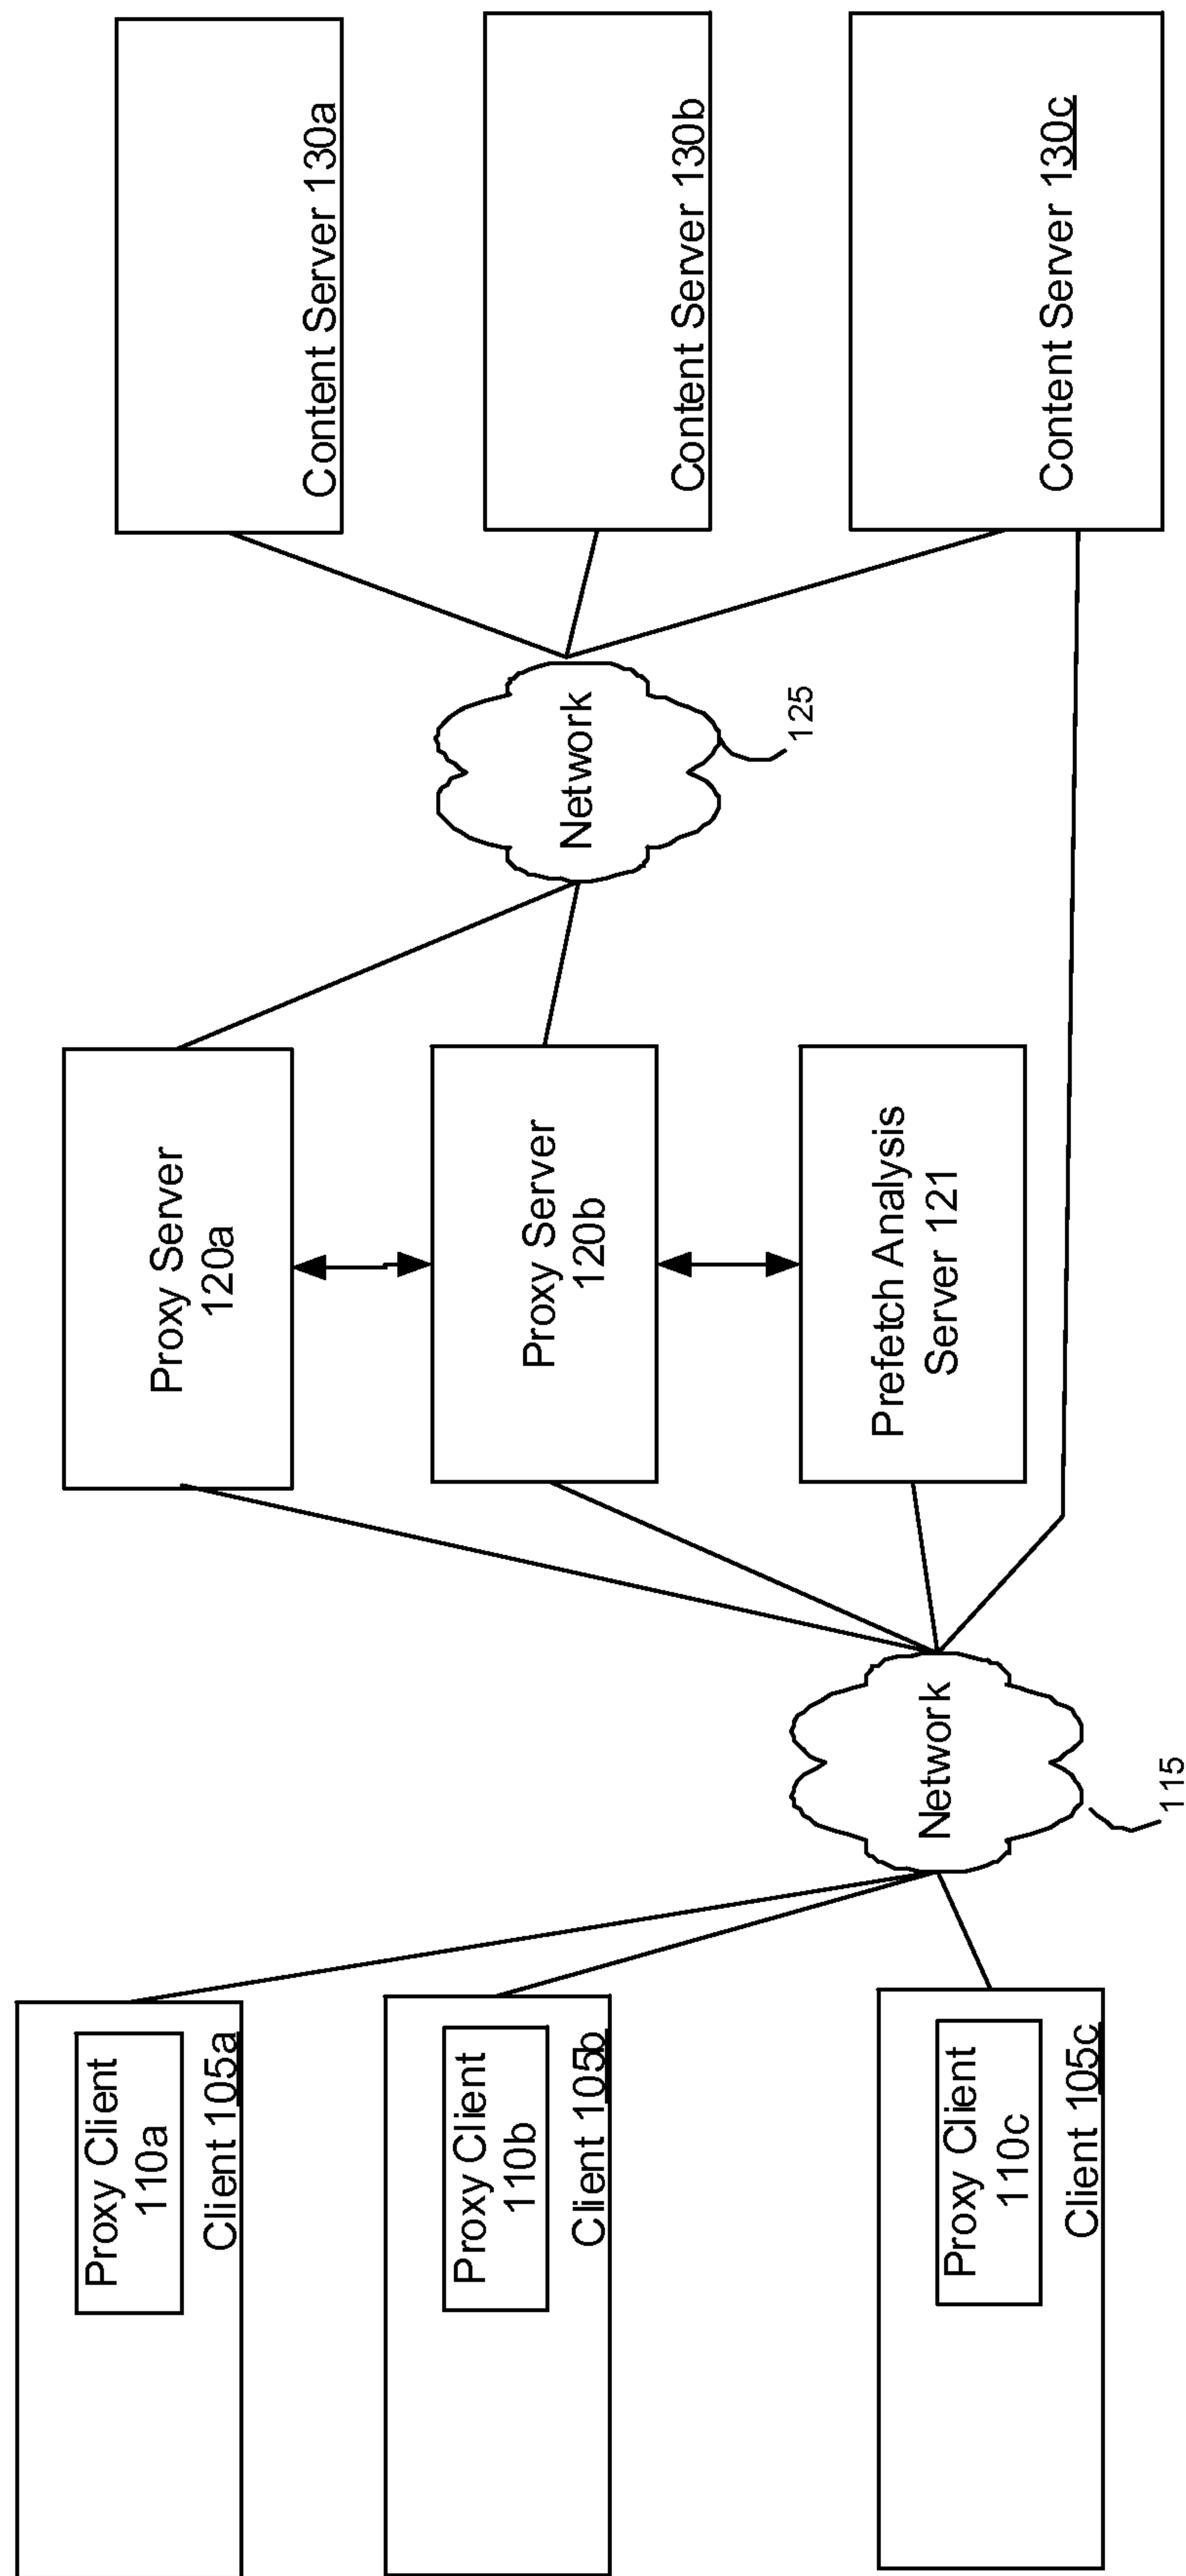 Proxy Client
110a
Client 105a
Proxy Client
110b
Client 105b
Proxy Client
110c
Client 105c
Network
115
Proxy Server
120a
Proxy Server
120b
Prefetch Analysis
Server 121
Network
125
Content Server 130a
Content Server 130b
Content Server 130c